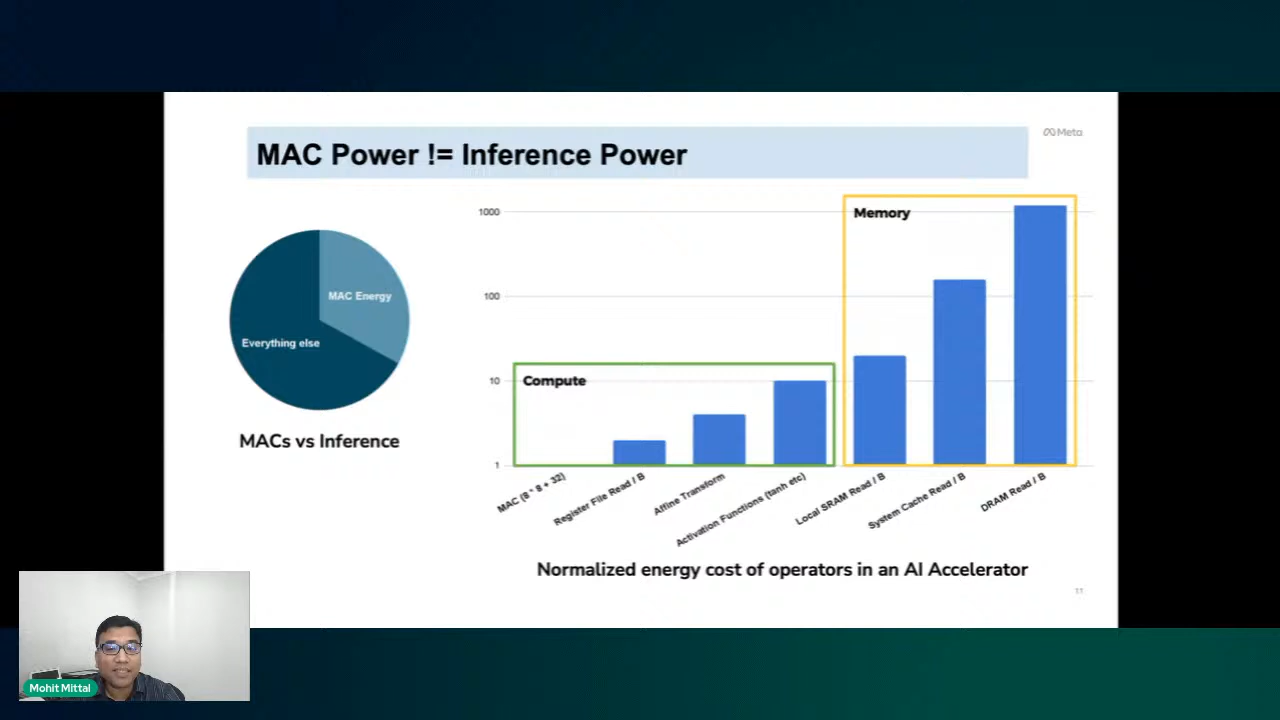 MAC Power != Inference Power
Meta
MAC Energy
Everything else
MACs vs Inference
1000
100
10
1
Memory
Compute
MAC (8 * 8 + 32)
Register File Read / B
Affine Transform
Activation Functions (tanh etc)
Local SRAM Read / B
System Cache Read / B
DRAM Read / B
Normalized energy cost of operators in an AI Accelerator
11
Mohit Mittal